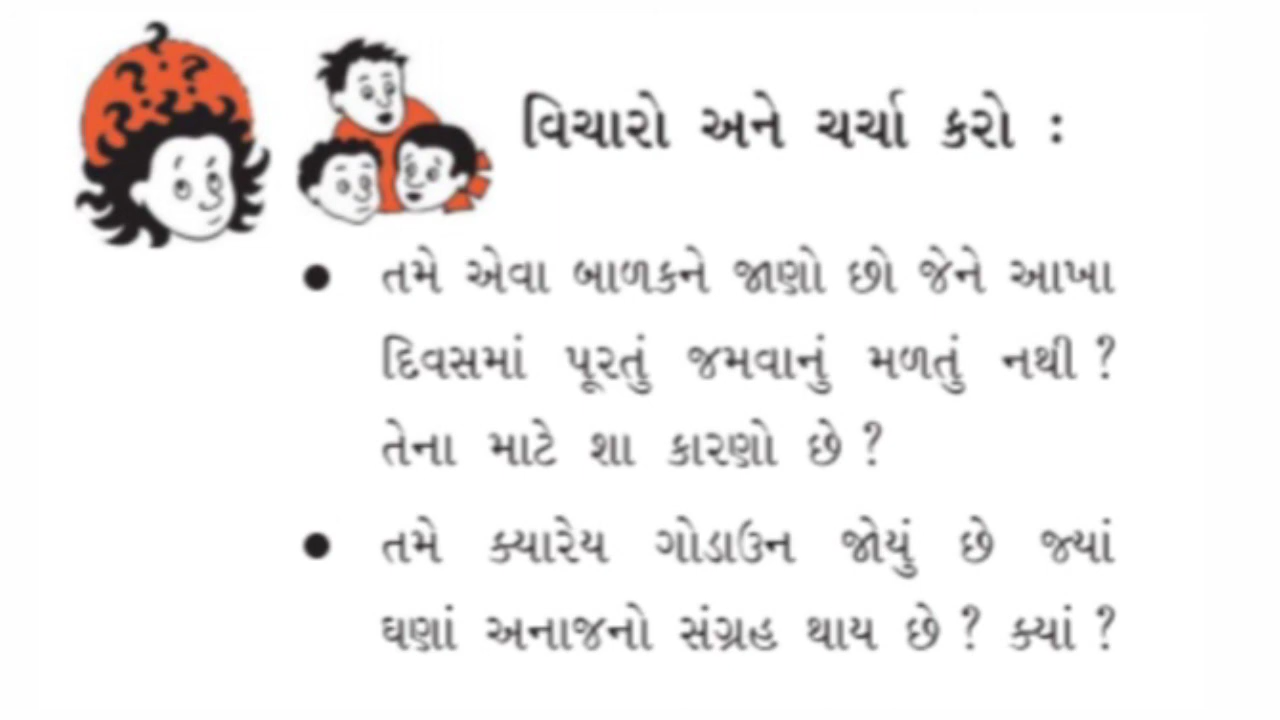 વિચારો અને ચર્ચા કરો :
તમે એવા બાળકને જાણો છો જેને આખા
દિવસમાં પૂરતું જમવાનું મળતું નથી ?
તેના માટે શા કારણો છે ?
તમે ક્યારેય ગોડાઉન જોયું છે જ્યાં
ઘણાં અનાજનો સંગ્રહ થાય છે ? ક્યાં ?